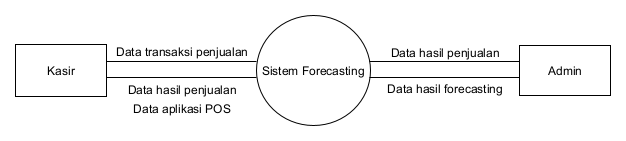 Kasir
Data transaksi penjualan
Data hasil penjualan
Data aplikasi POS
Sistem Forecasting
Data hasil penjualan
Data hasil forecasting
Admin